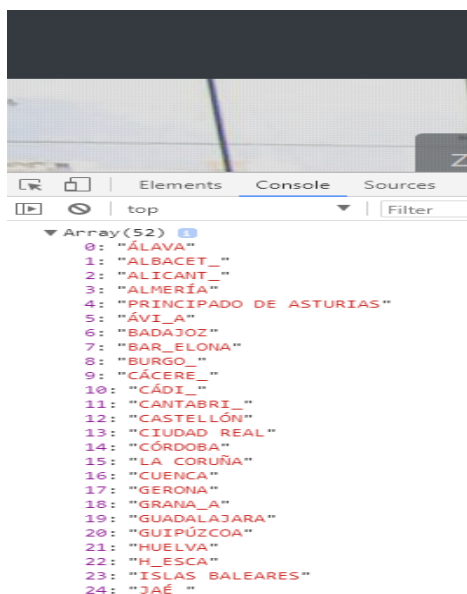 Z
Elements Console Sources
top Filter
Array(52) i
0: "ÁLAVA"
1: "ALBACET_"
2: "ALICANT_"
3: "ALMERÍA"
4: "PRINCIPADO DE ASTURIAS"
5: "ÁVI_A"
6: "BADAJOZ"
7: "BAR_ELONA"
8: "BURGO_"
9: "CÁCERE_"
10: "CÁDI_"
11: "CANTABRI_"
12: "CASTELLÓN"
13: "CIUDAD REAL"
14: "CÓRDOBA"
15: "LA CORUÑA"
16: "CUENCA"
17: "GERONA"
18: "GRANA_A"
19: "GUADALAJARA"
20: "GUIPÚZCOA"
21: "HUELVA"
22: "H_ESCA"
23: "ISLAS BALEARES"
24: "JAÉ "